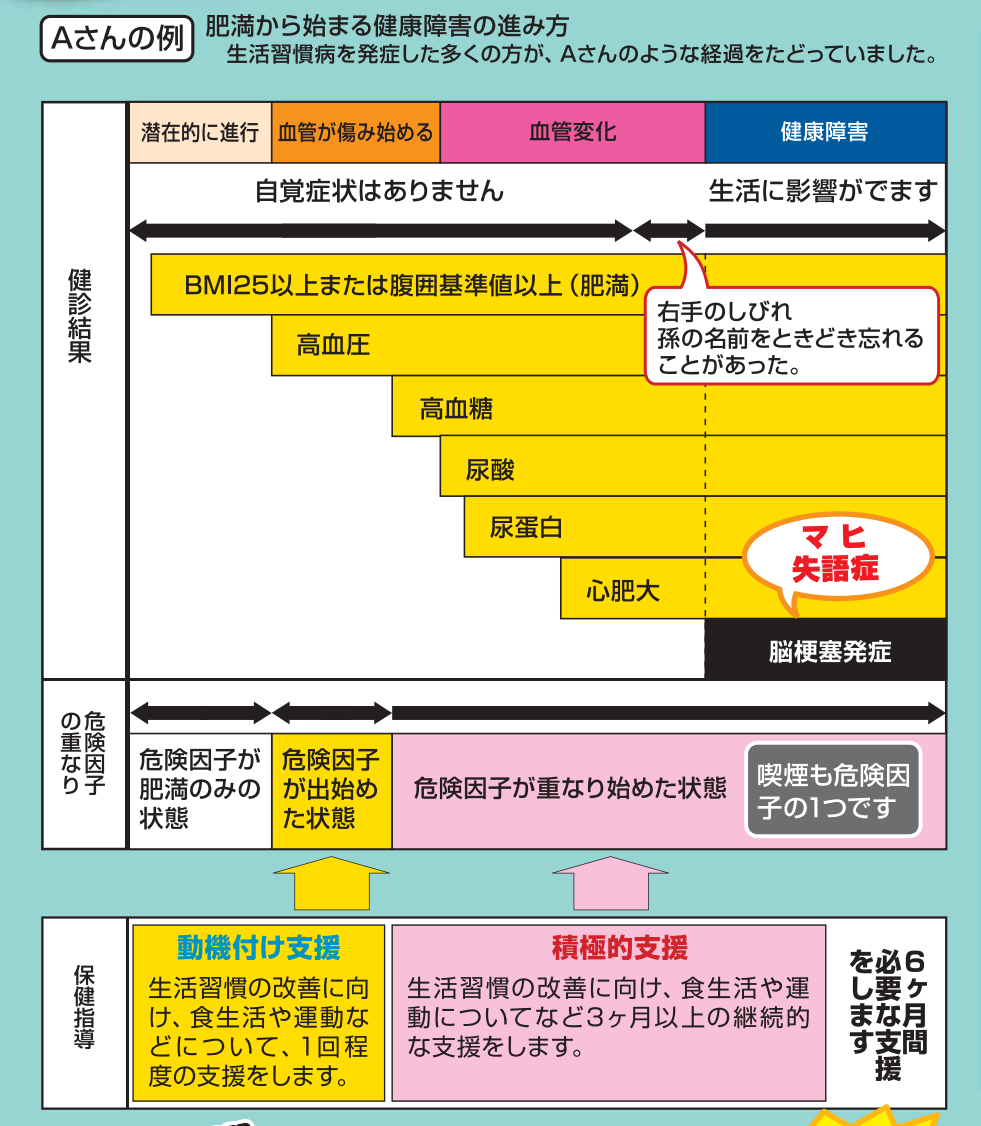 Aさんの例
肥満から始まる健康障害の進み方
生活習慣病を発症した多くの方が、Aさんのような経過をたどっていました。
潜在的に進行
血管が傷み始める
血管変化
健康障害
自覚症状はありません
生活に影響がでます
健診結果
BMI25以上または腹囲基準値以上（肥満）
右手のしびれ
孫の名前をときどき忘れる
ことがあった。
高血圧
高血糖
尿酸
尿蛋白
マヒ
失語症
心肥大
脳梗塞発症
危険因子
の重なり
危険因子が
肥満のみの
状態
危険因子
が出始め
た状態
危険因子が重なり始めた状態
喫煙も危険因
子の1つです
保健指導
動機付け支援
生活習慣の改善に向
け、食生活や運動な
どについて、1回程
度の支援をします。
積極的支援
生活習慣の改善に向け、食生活や運
動についてなど3ヶ月以上の継続的
な支援をします。
6ヶ月間
必要な支援
をします